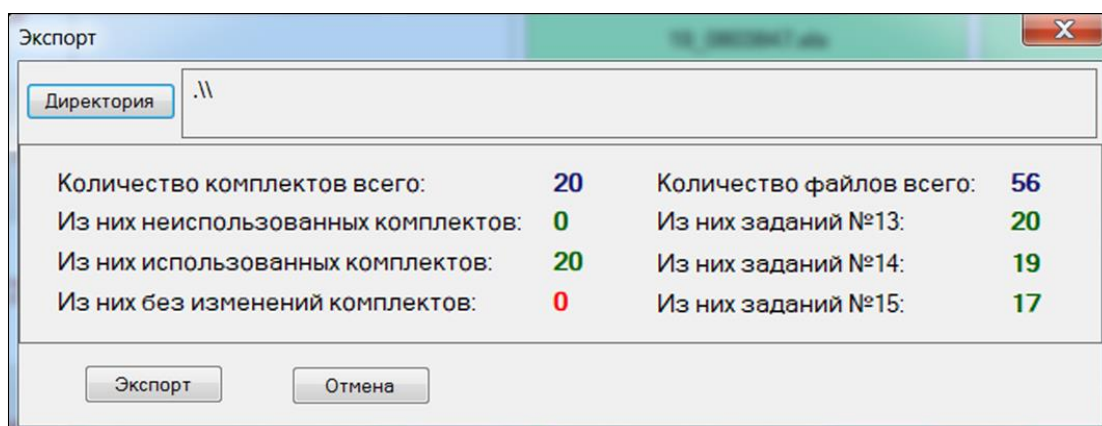 Экспорт
Директория
.\\
Количество комплектов всего: 20
Из них неиспользованных комплектов: 0
Из них использованных комплектов: 20
Из них без изменений комплектов: 0
Количество файлов всего: 56
Из них заданий №13: 20
Из них заданий №14: 19
Из них заданий №15: 17
Экспорт
Отмена